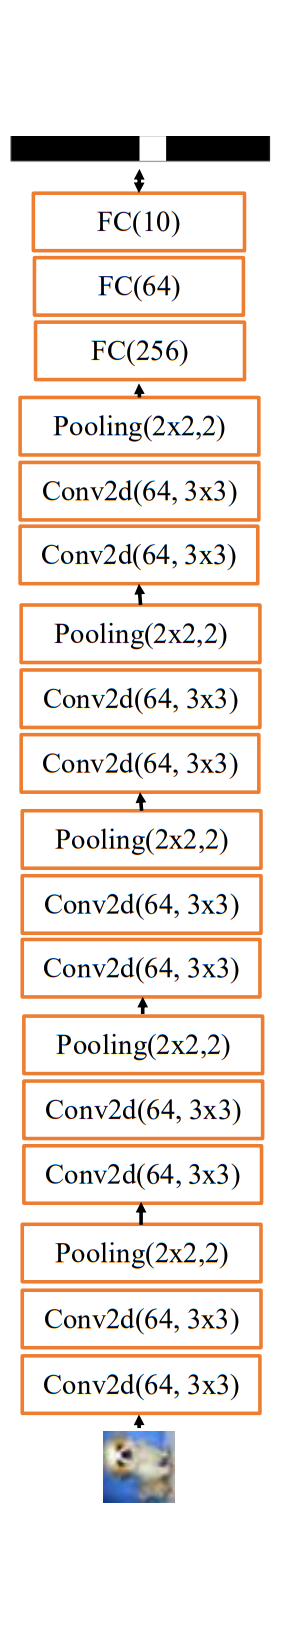 FC(10)
FC(64)
FC(256)
Pooling(2x2,2)
Conv2d(64, 3x3)
Conv2d(64, 3x3)
Pooling(2x2,2)
Conv2d(64, 3x3)
Conv2d(64, 3x3)
Pooling(2x2,2)
Conv2d(64, 3x3)
Conv2d(64, 3x3)
Pooling(2x2,2)
Conv2d(64, 3x3)
Conv2d(64, 3x3)
Pooling(2x2,2)
Conv2d(64, 3x3)
Conv2d(64, 3x3)